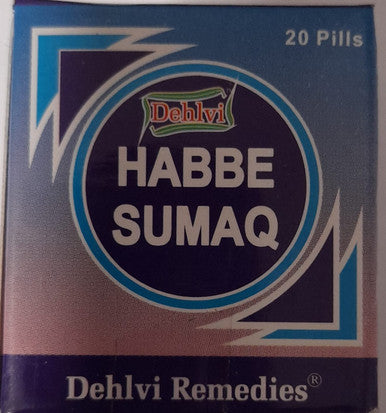 20 Pills
Dehlvi
HABBE
SUMAQ
Dehlvi Remedies®